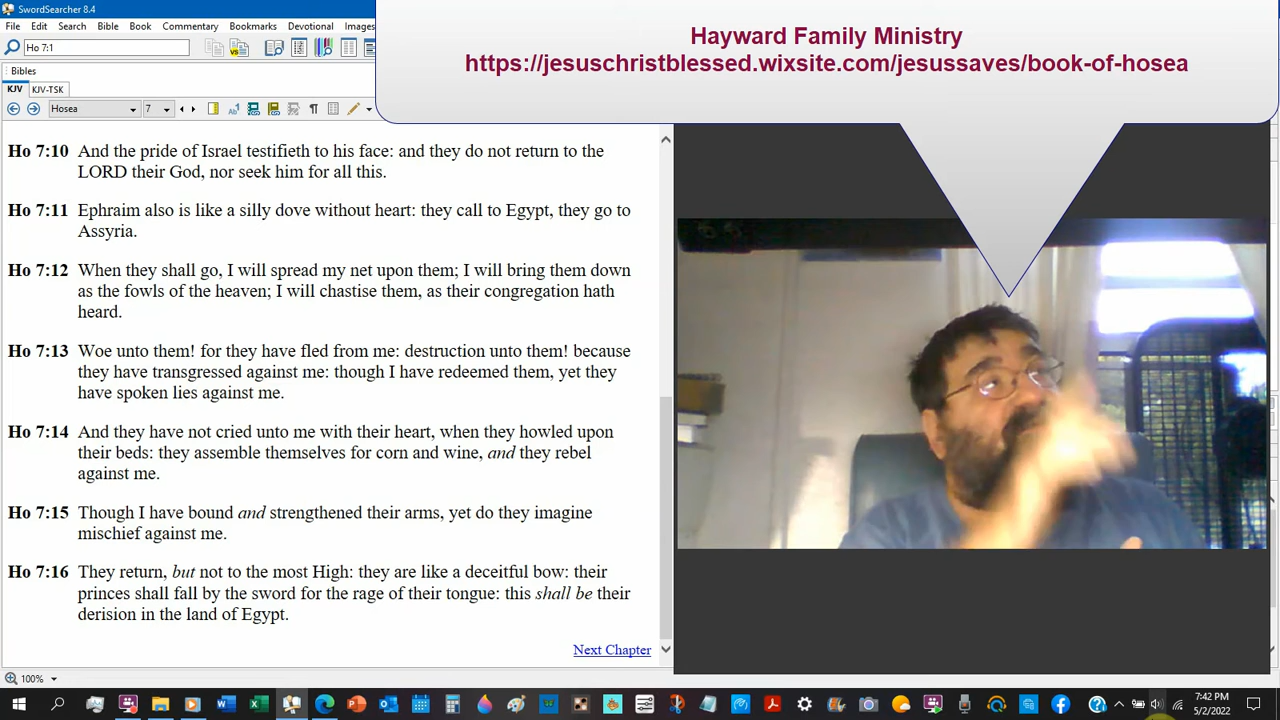 SwordSearcher 8.4
File Edit Search Bible Book Commentary Bookmarks Devotional Images
Ho 7:1
Bibles
KJV KJV-TSK
Hosea 7
Hayward Family Ministry
https://jesuschristblessed.wixsite.com/jesussaves/book-of-hosea
Ho 7:10 And the pride of Israel testifieth to his face: and they do not return to the
LORD their God, nor seek him for all this.
Ho 7:11 Ephraim also is like a silly dove without heart: they call to Egypt, they go to
Assyria.
Ho 7:12 When they shall go, I will spread my net upon them; I will bring them down
as the fowls of the heaven; I will chastise them, as their congregation hath
heard.
Ho 7:13 Woe unto them! for they have fled from me: destruction unto them! because
they have transgressed against me: though I have redeemed them, yet they
have spoken lies against me.
Ho 7:14 And they have not cried unto me with their heart, when they howled upon
their beds: they assemble themselves for corn and wine, and they rebel
against me.
Ho 7:15 Though I have bound and strengthened their arms, yet do they imagine
mischief against me.
Ho 7:16 They return, but not to the most High: they are like a deceitful bow: their
princes shall fall by the sword for the rage of their tongue: this shall be their
derision in the land of Egypt.
Next Chapter
100%
7:42 PM
5/2/2022